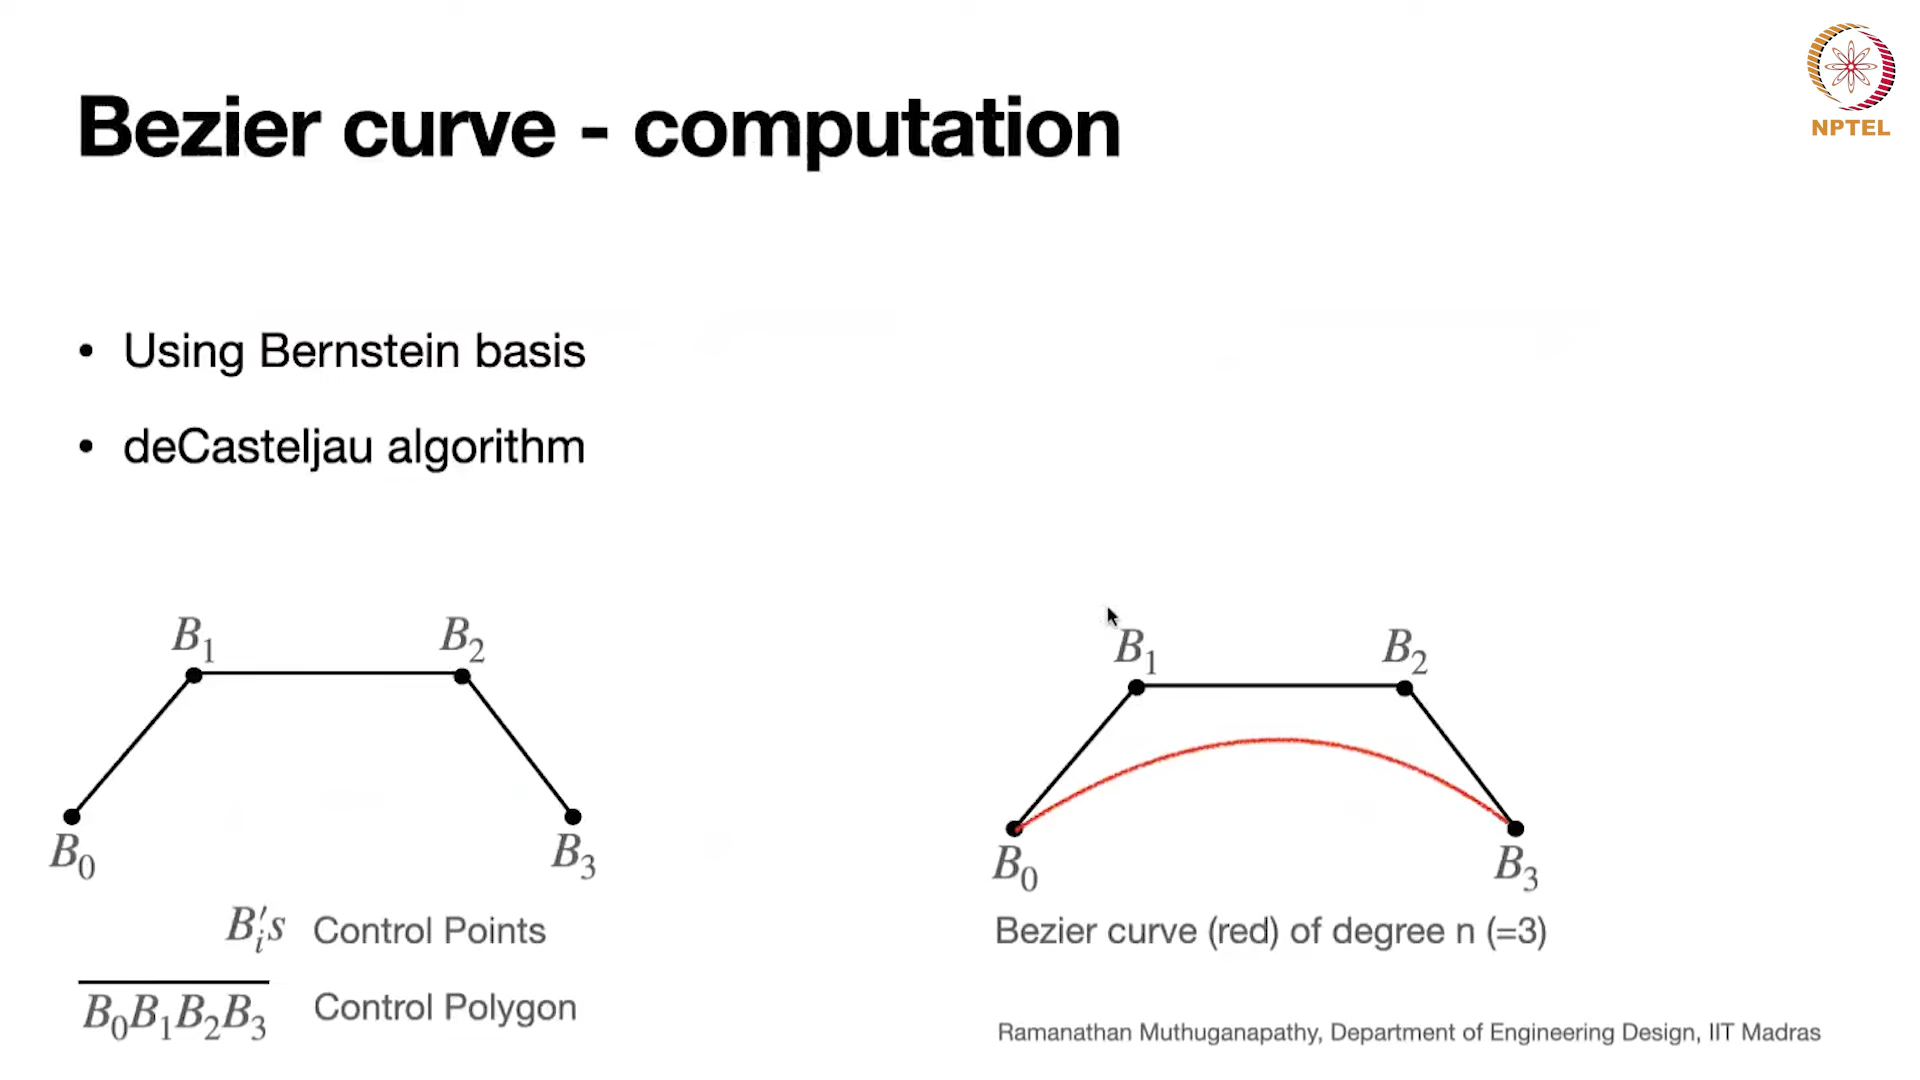 NPTEL
Bezier curve - computation
• Using Bernstein basis
• deCasteljau algorithm
B₁ B₂
B₀ B₃
B′ᵢs Control Points
B₀B₁B₂B₃ Control Polygon
B₁ B₂
B₀ B₃
Bezier curve (red) of degree n (=3)
Ramanathan Muthuganapathy, Department of Engineering Design, IIT Madras